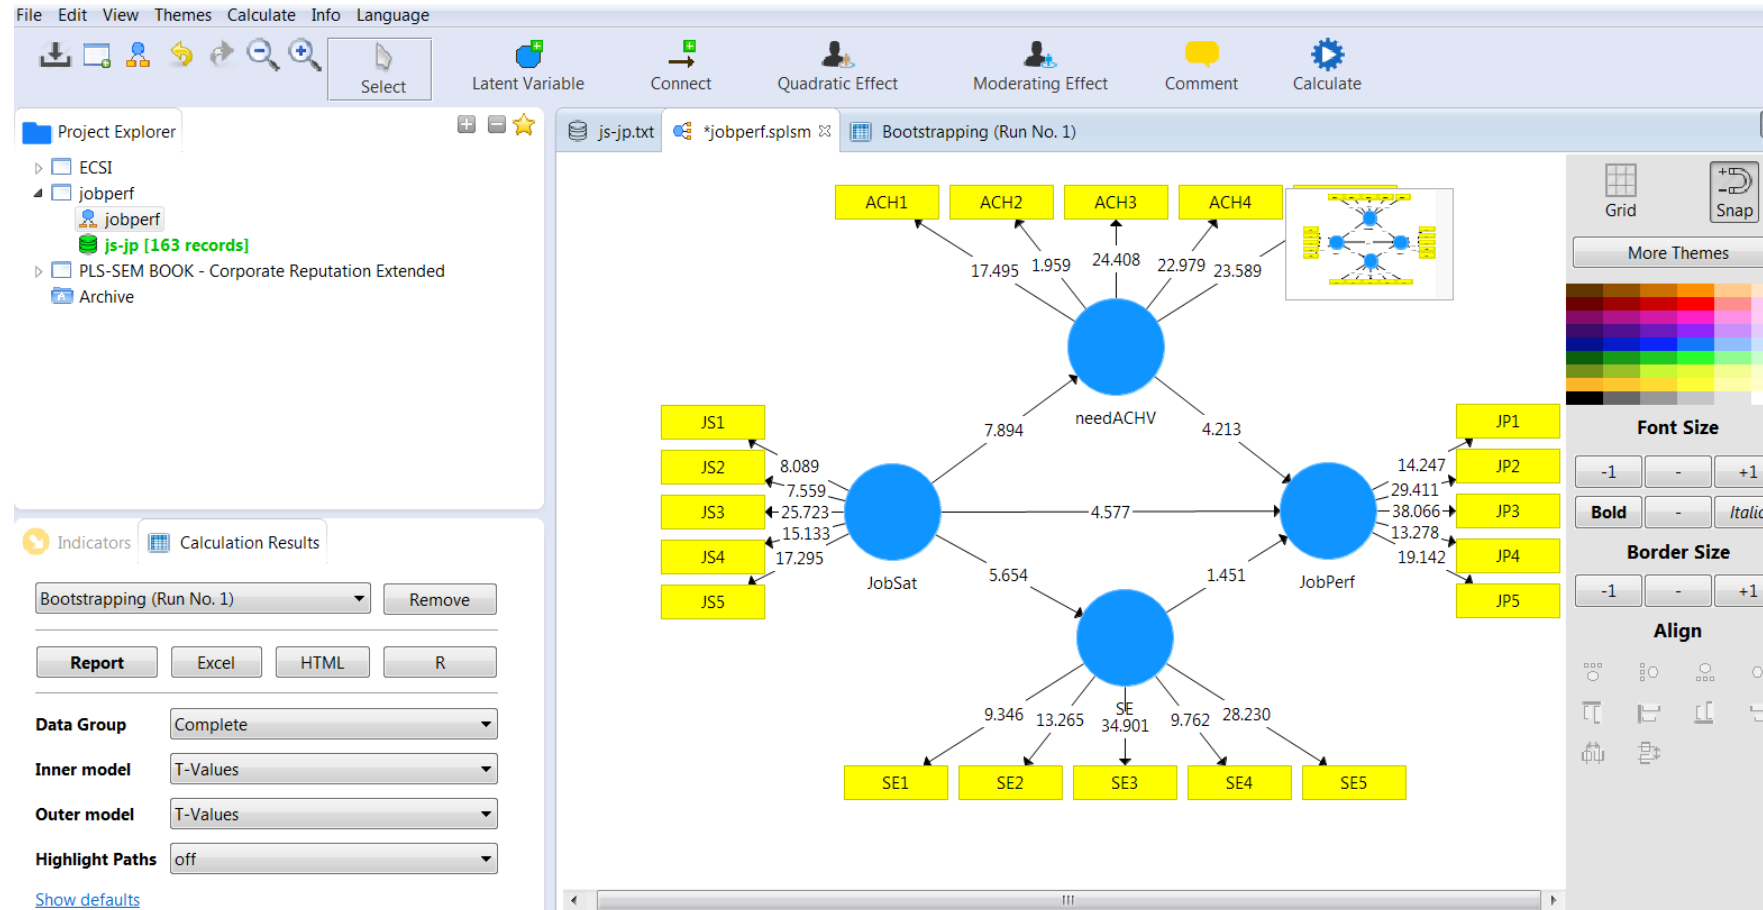 File Edit View Themes Calculate Info Language
Select
Latent Variable
Connect
Quadratic Effect
Moderating Effect
Comment
Calculate
Project Explorer
ECSI
jobperf
jobperf
js-jp [163 records]
PLS-SEM BOOK - Corporate Reputation Extended
Archive
Indicators
Calculation Results
Bootstrapping (Run No. 1)
Remove
Report
Excel
HTML
R
Data Group
Complete
Inner model
T-Values
Outer model
T-Values
Highlight Paths
off
Show defaults
js-jp.txt
*jobperf.splsm
Bootstrapping (Run No. 1)
ACH1
ACH2
ACH3
ACH4
17.495
1.959
24.408
22.979
23.589
needACHV
7.894
4.213
JS1
JS2
JS3
JS4
JS5
8.089
7.559
25.723
15.133
17.295
JobSat
4.577
5.654
1.451
JobPerf
14.247
29.411
38.066
13.278
19.142
JP1
JP2
JP3
JP4
JP5
SE
9.346
13.265
34.901
9.762
28.230
SE1
SE2
SE3
SE4
SE5
Grid
Snap
More Themes
Font Size
-1
-
+1
Bold
-
Italic
Border Size
-1
-
+1
Align